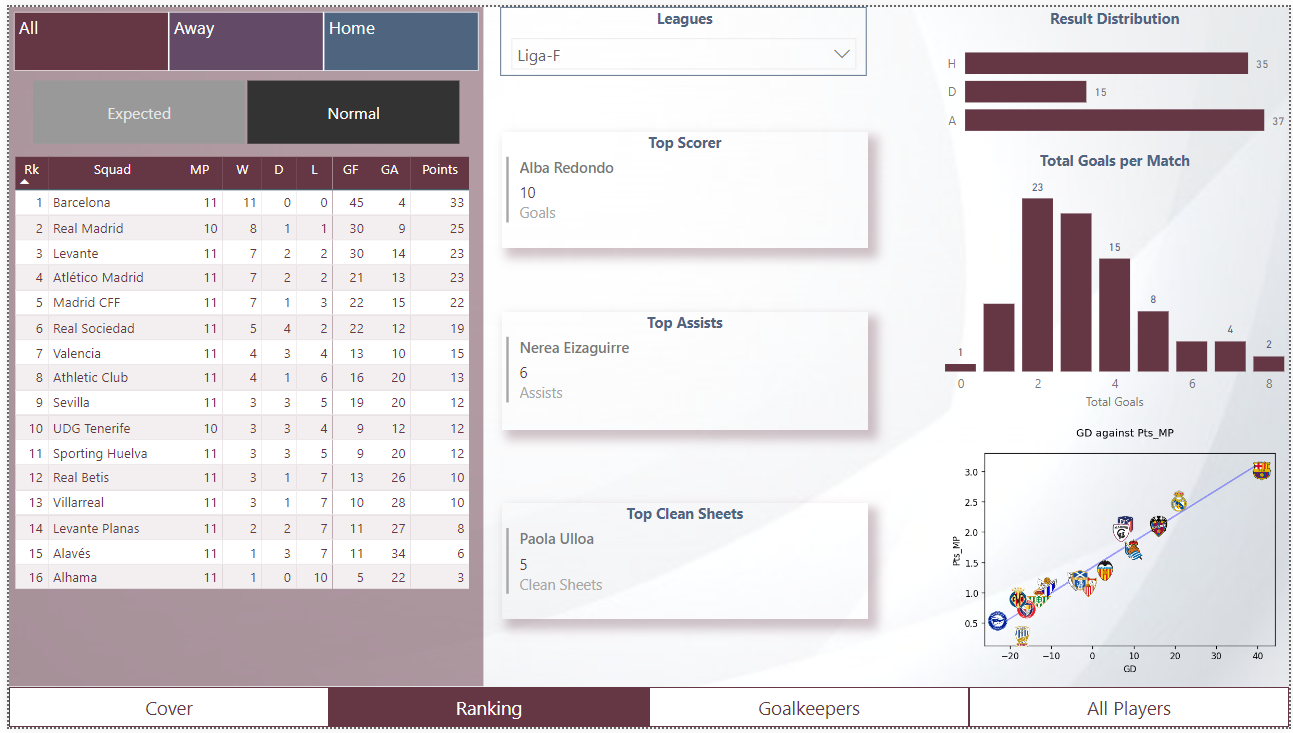 All Away Home
Expected Normal
Rk Squad MP W D L GF GA Points
1 Barcelona 11 11 0 0 45 4 33
2 Real Madrid 10 8 1 1 30 9 25
3 Levante 11 7 2 2 30 14 23
4 Atlético Madrid 11 7 2 2 21 13 23
5 Madrid CFF 11 7 1 3 22 15 22
6 Real Sociedad 11 5 4 2 22 12 19
7 Valencia 11 4 3 4 13 10 15
8 Athletic Club 11 4 1 6 16 20 13
9 Sevilla 11 3 3 5 19 20 12
10 UDG Tenerife 10 3 3 4 9 12 12
11 Sporting Huelva 11 3 3 5 9 20 12
12 Real Betis 11 3 1 7 13 26 10
13 Villarreal 11 3 1 7 10 28 10
14 Levante Planas 11 2 2 7 11 27 8
15 Alavés 11 1 3 7 11 34 6
16 Alhama 11 1 0 10 5 22 3
Leagues
Liga-F
Top Scorer
Alba Redondo
10
Goals
Top Assists
Nerea Eizaguirre
6
Assists
Top Clean Sheets
Paola Ulloa
5
Clean Sheets
Result Distribution
H 35
D 15
A 37
Total Goals per Match
23
15
8
4
2
1
0 2 4 6 8
Total Goals
GD against Pts_MP
3.0
2.5
2.0
1.5
1.0
0.5
Pts_MP
−20 −10 0 10 20 30 40
GD
Cover Ranking Goalkeepers All Players